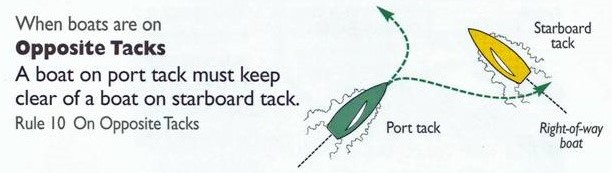 When boats are on
Opposite Tacks
A boat on port tack must keep
clear of a boat on starboard tack.
Rule 10 On Opposite Tacks
Port tack
Starboard
tack
Right-of-way
boat